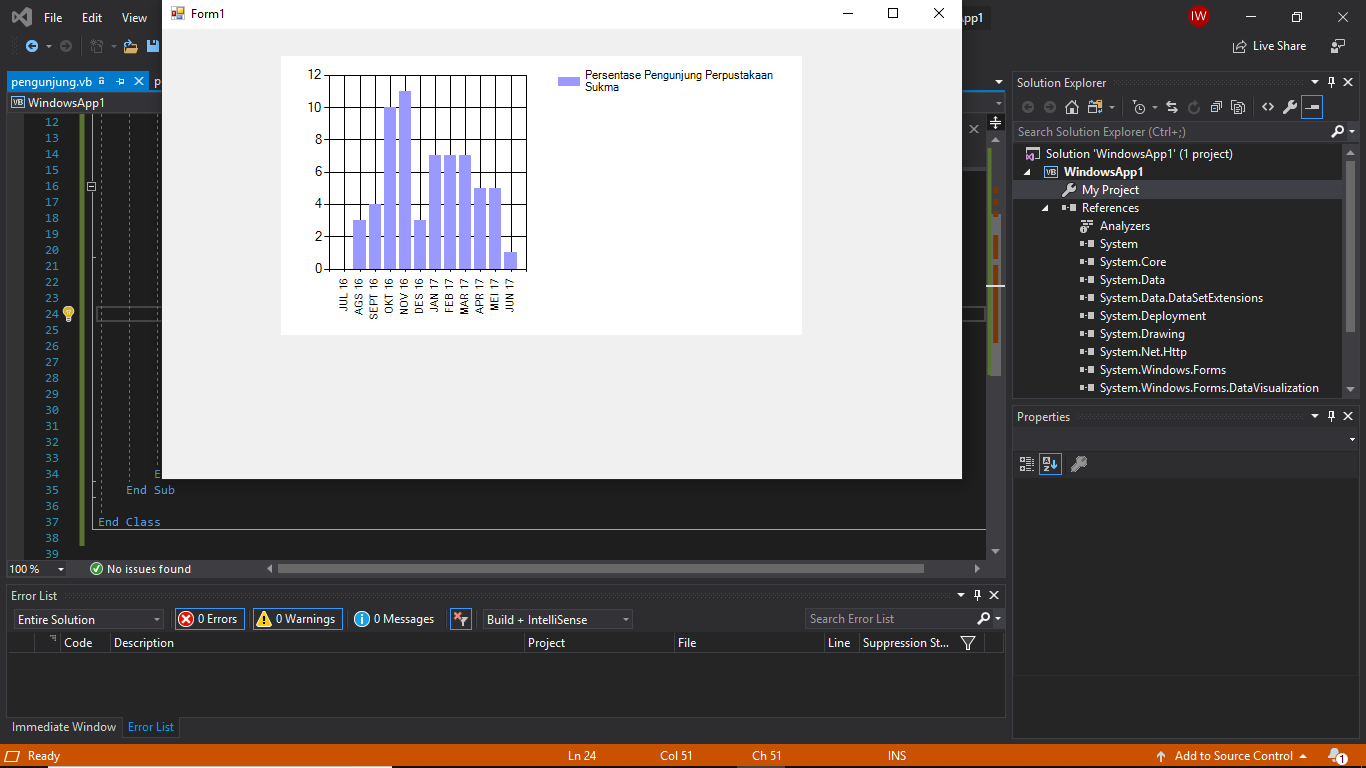 File Edit View
Form1
App1
IW
Live Share
pengunjung.vb
p
VB WindowsApp1
12
13
14
15
16
17
18
19
20
21
22
23
24
25
26
27
28
29
30
31
32
33
34 E
35 End Sub
36
37 End Class
38
39
12
10
8
6
4
2
0
JUL 16
AGS 16
SEPT 16
OKT 16
NOV 16
DES 16
JAN 17
FEB 17
MAR 17
APR 17
MEI 17
JUN 17
Persentase Pengunjung Perpustakaan
Sukma
100 % No issues found
Solution Explorer
Search Solution Explorer (Ctrl+;)
Solution 'WindowsApp1' (1 project)
VB WindowsApp1
My Project
References
Analyzers
System
System.Core
System.Data
System.Data.DataSetExtensions
System.Deployment
System.Drawing
System.Net.Http
System.Windows.Forms
System.Windows.Forms.DataVisualization
Properties
Error List
Entire Solution 0 Errors 0 Warnings 0 Messages Build + IntelliSense Search Error List
Code Description Project File Line Suppression St...
Immediate Window Error List
Ready Ln 24 Col 51 Ch 51 INS Add to Source Control 1